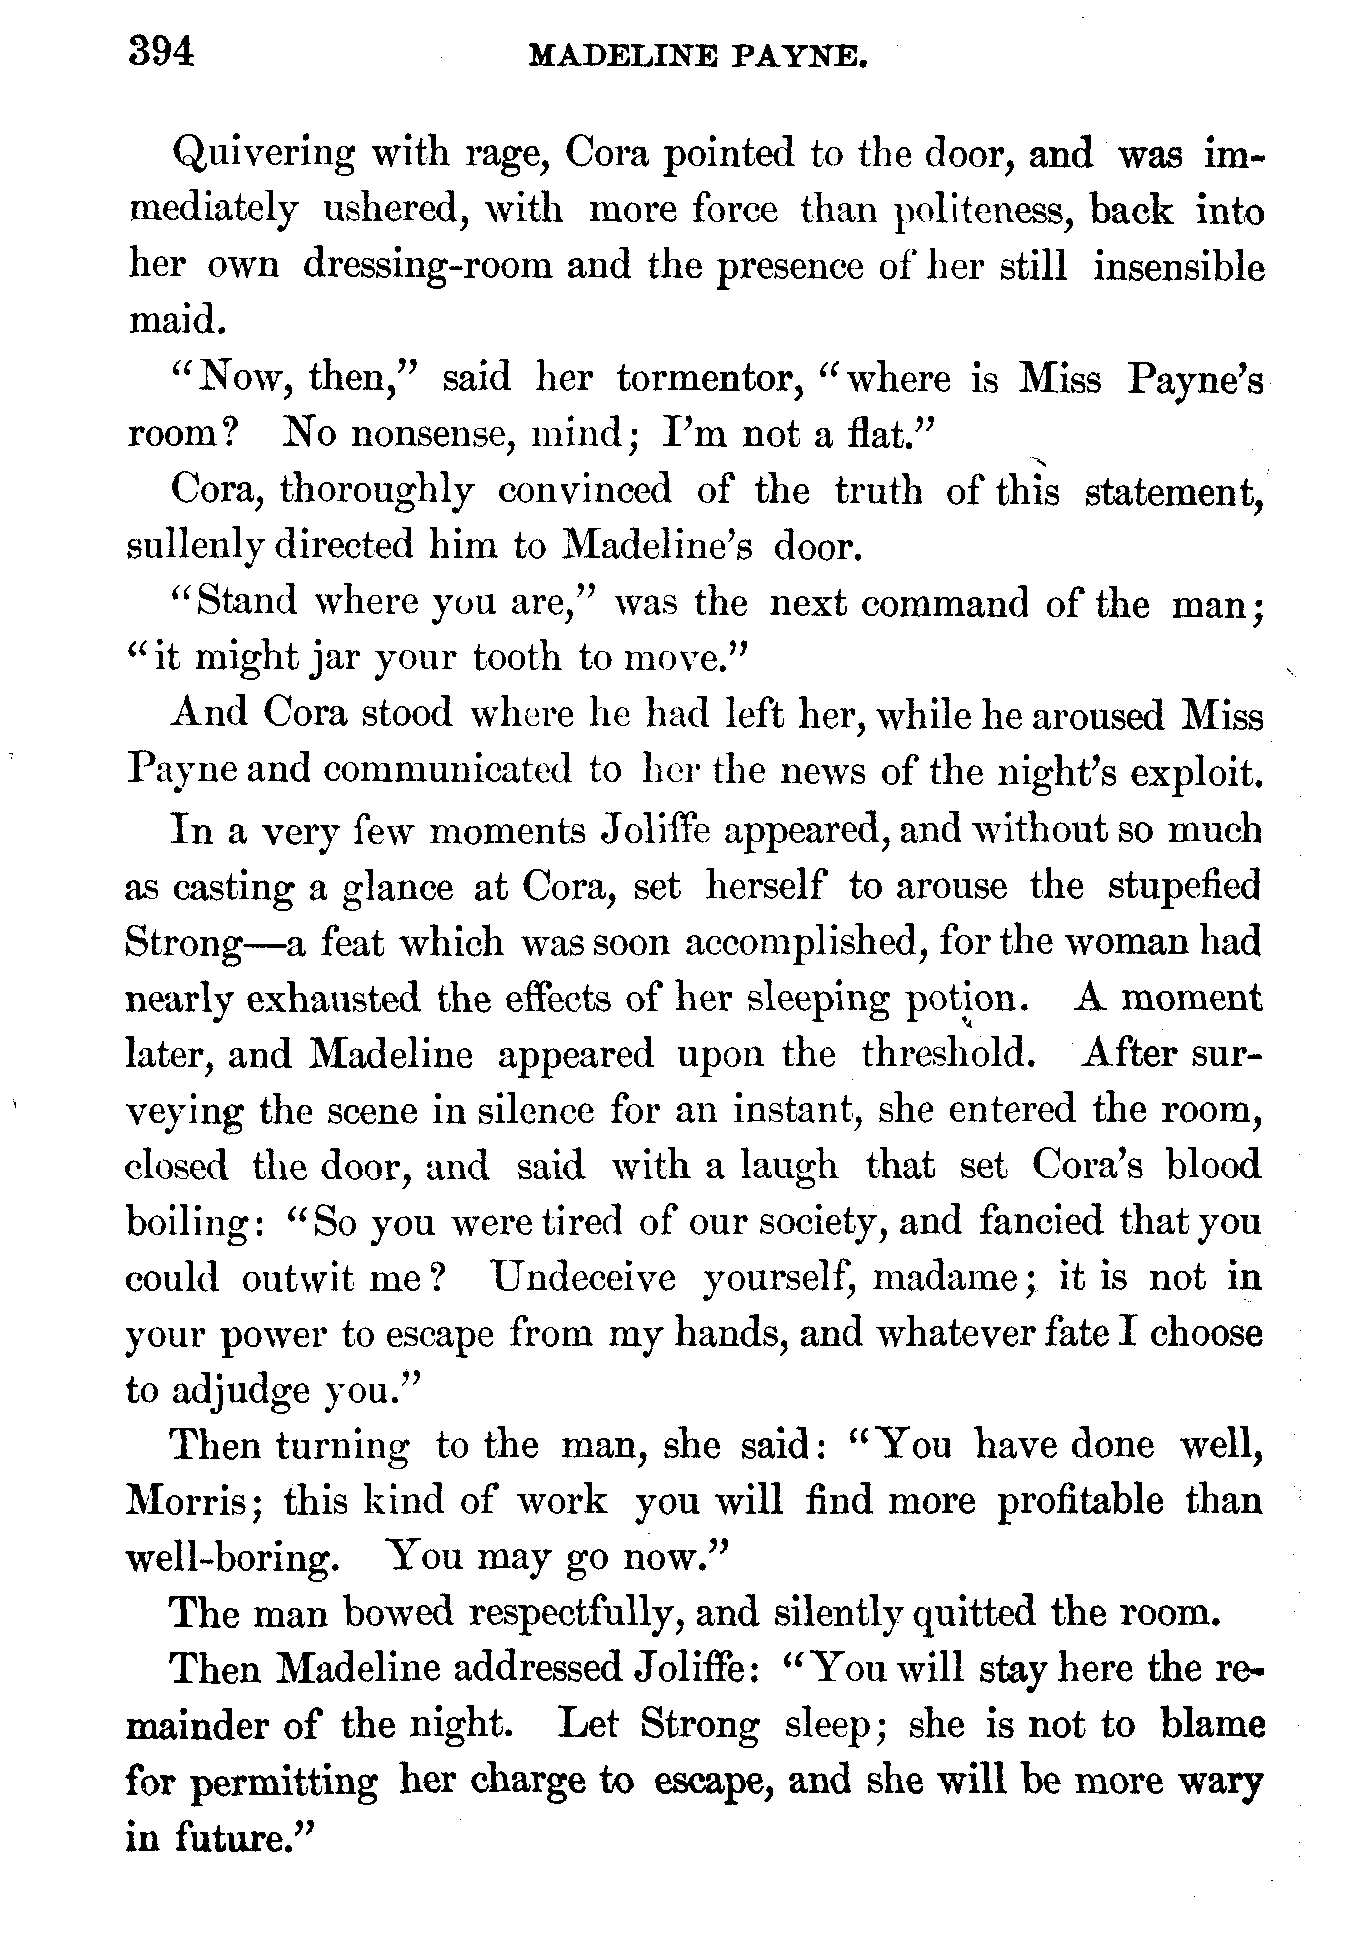 394 MADELINE PAYNE.
Quivering with rage, Cora pointed to the door, and was im-
mediately ushered, with more force than politeness, back into
her own dressing-room and the presence of her still insensible
maid.
“Now, then,” said her tormentor, “where is Miss Payne’s
room? No nonsense, mind; I’m not a flat.”
Cora, thoroughly convinced of the truth of this statement,
sullenly directed him to Madeline’s door.
“Stand where you are,” was the next command of the man;
“it might jar your tooth to move.”
And Cora stood where he had left her, while he aroused Miss
Payne and communicated to her the news of the night’s exploit.
In a very few moments Joliffe appeared, and without so much
as casting a glance at Cora, set herself to arouse the stupefied
Strong—a feat which was soon accomplished, for the woman had
nearly exhausted the effects of her sleeping potion. A moment
later, and Madeline appeared upon the threshold. After sur-
veying the scene in silence for an instant, she entered the room,
closed the door, and said with a laugh that set Cora’s blood
boiling: “So you were tired of our society, and fancied that you
could outwit me? Undeceive yourself, madame; it is not in
your power to escape from my hands, and whatever fate I choose
to adjudge you.”
Then turning to the man, she said: “You have done well,
Morris; this kind of work you will find more profitable than
well-boring. You may go now.”
The man bowed respectfully, and silently quitted the room.
Then Madeline addressed Joliffe: “You will stay here the re-
mainder of the night. Let Strong sleep; she is not to blame
for permitting her charge to escape, and she will be more wary
in future.”